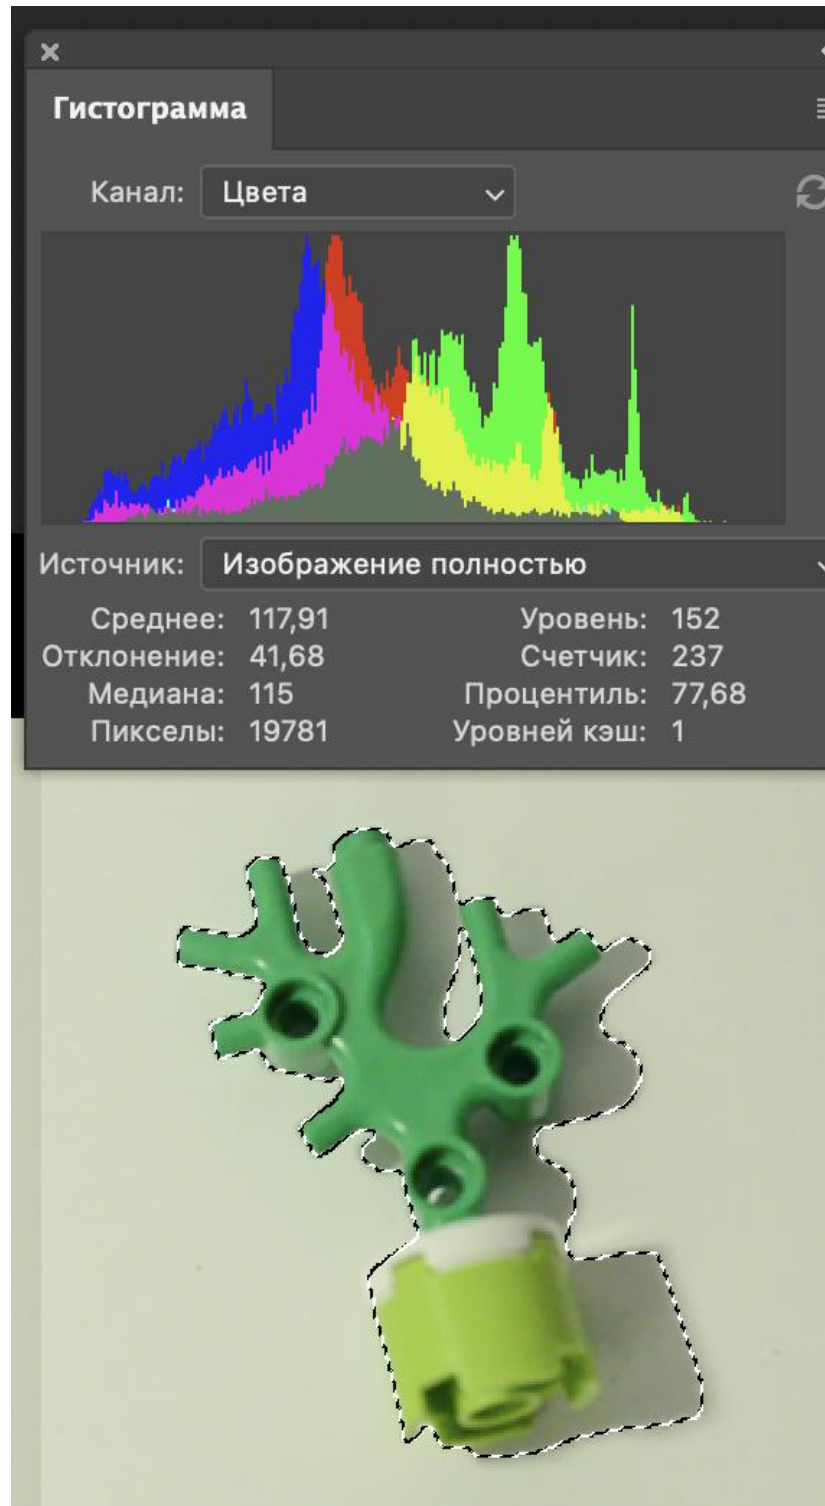 Гистограмма
Канал: Цвета
Источник: Изображение полностью
Среднее: 117,91 Уровень: 152
Отклонение: 41,68 Счетчик: 237
Медиана: 115 Процентиль: 77,68
Пикселы: 19781 Уровней кэш: 1